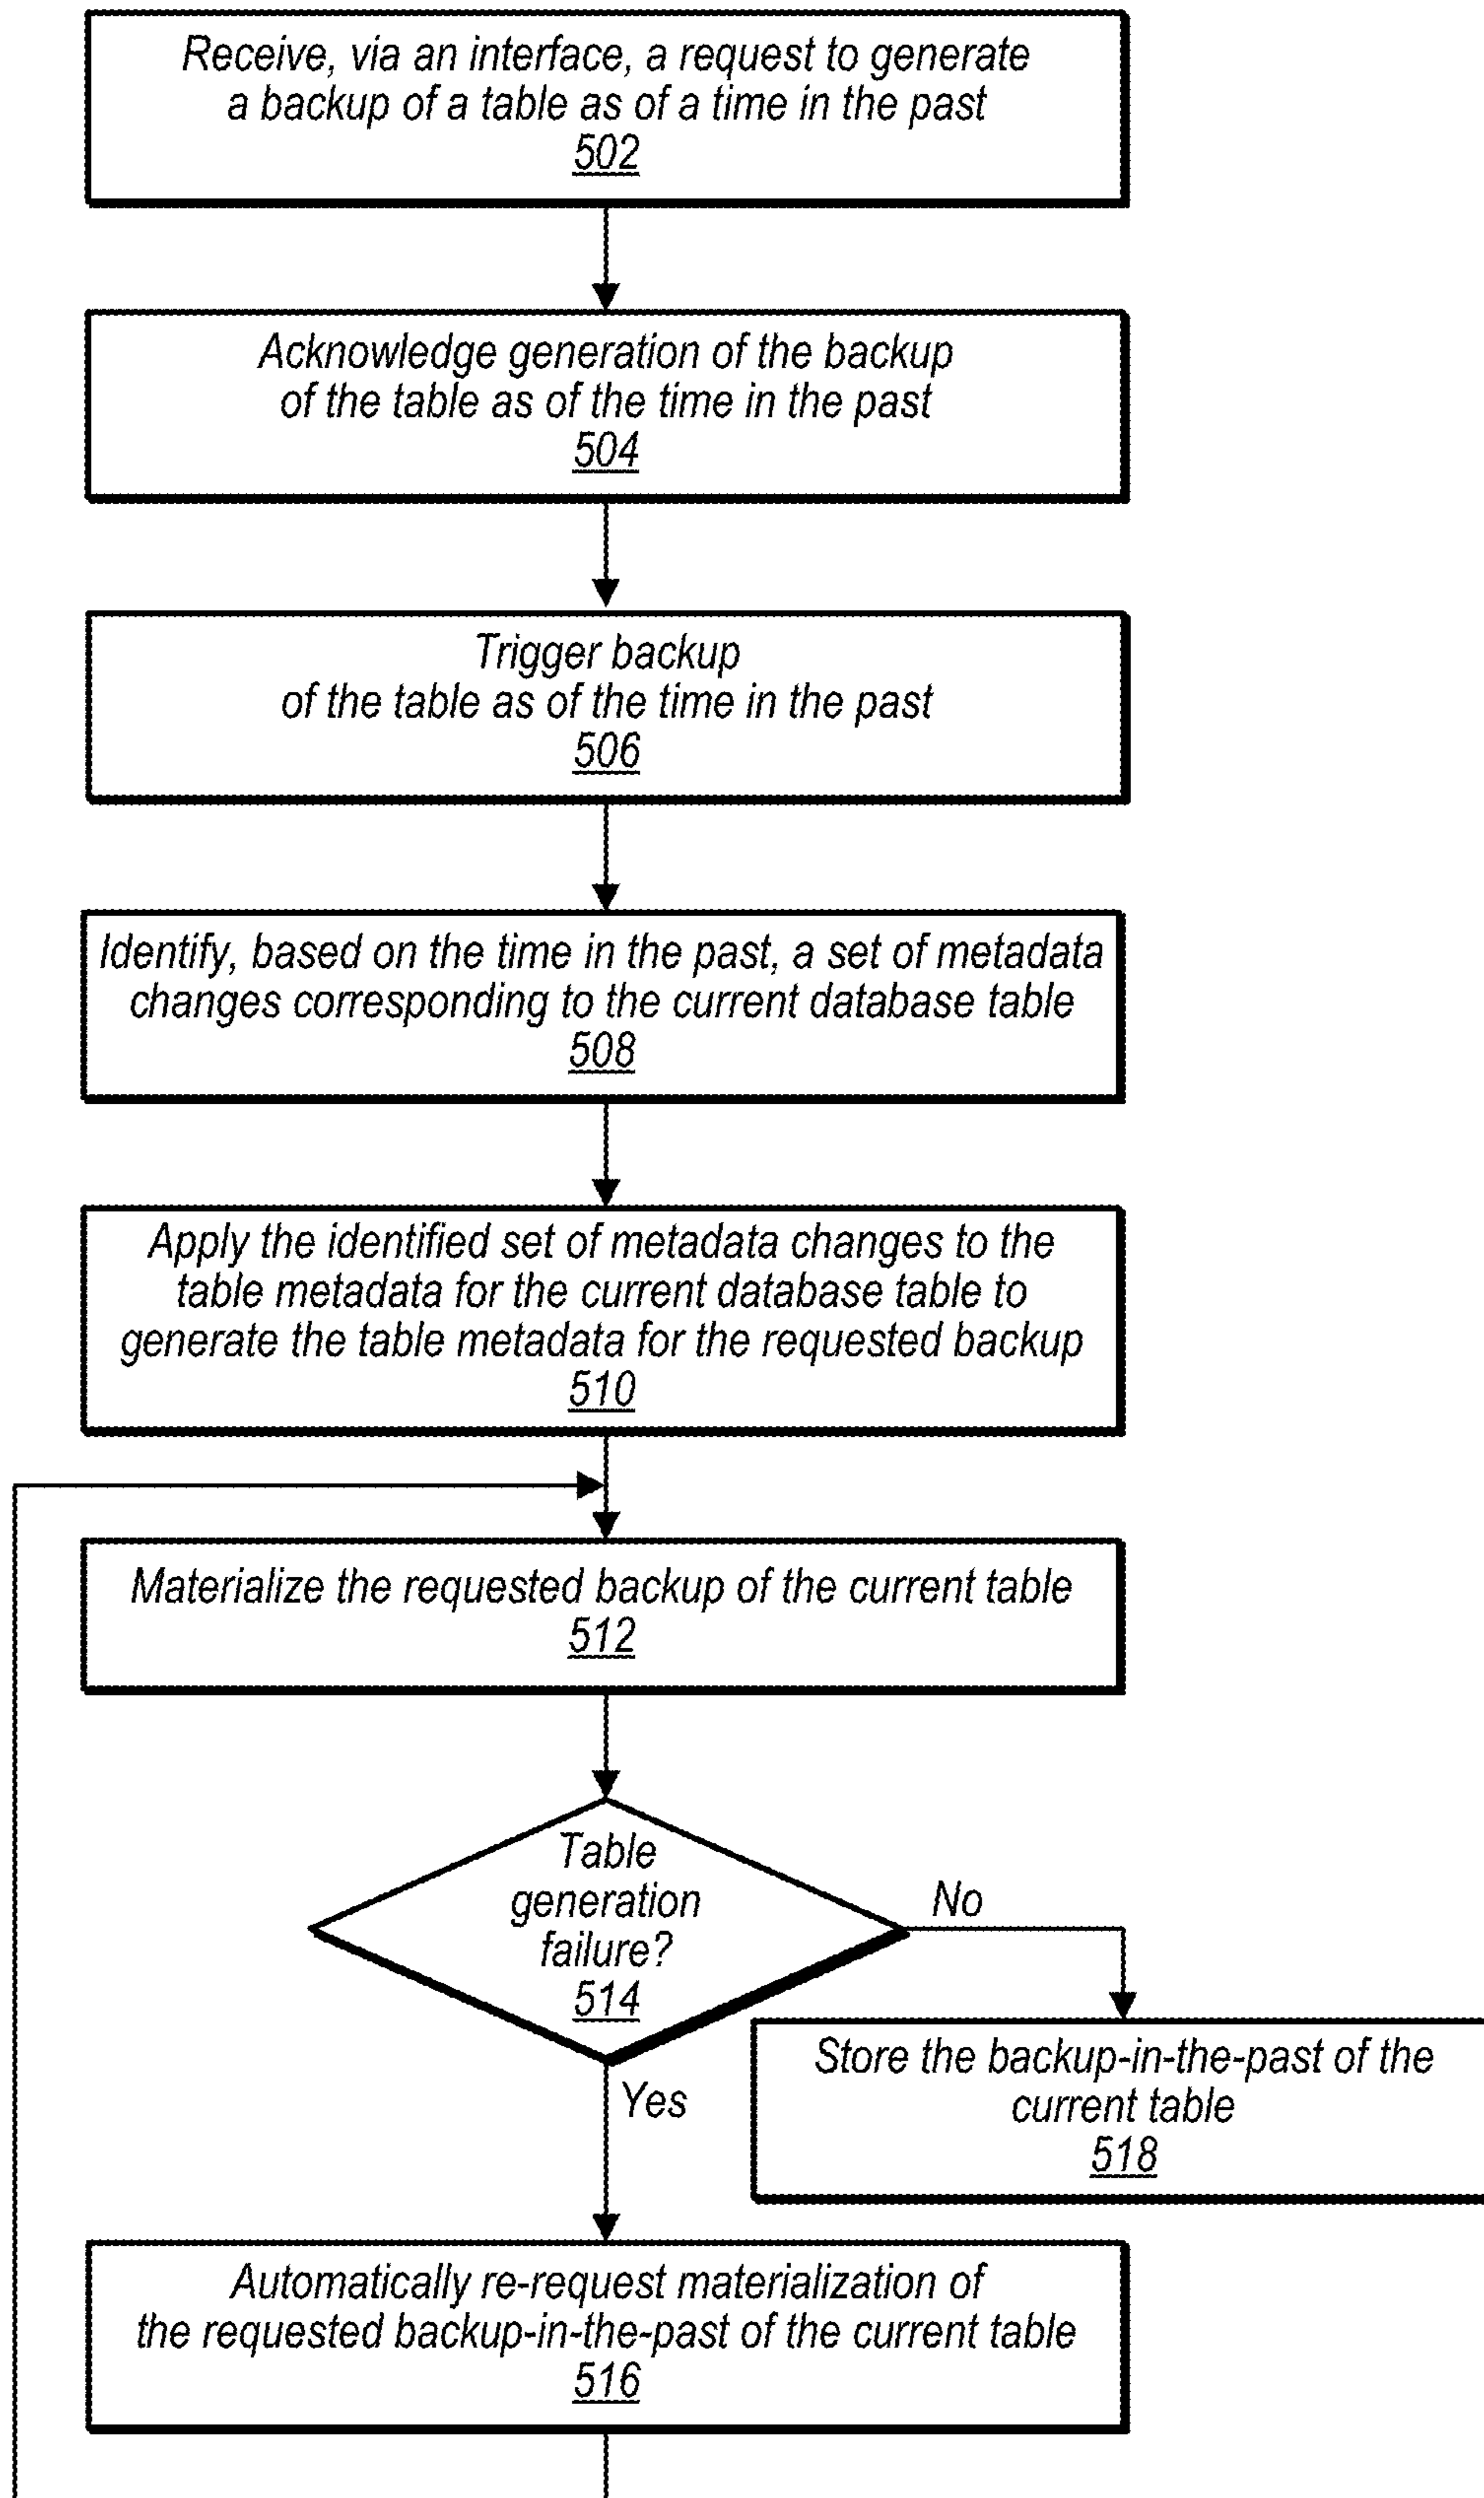 Receive, via an interface, a request to generate
a backup of a table as of a time in the past
502
Acknowledge generation of the backup
of the table as of the time in the past
504
Trigger backup
of the table as of the time in the past
506
Identify, based on the time in the past, a set of metadata
changes corresponding to the current database table
508
Apply the identified set of metadata changes to the
table metadata for the current database table to
generate the table metadata for the requested backup
510
Materialize the requested backup of the current table
512
Table
generation
failure?
514
No
Store the backup-in-the-past of the
current table
518
Yes
Automatically re-request materialization of
the requested backup-in-the-past of the current table
516